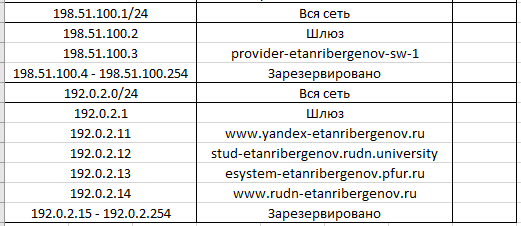 198.51.100.1/24 Вся сеть
198.51.100.2 Шлюз
198.51.100.3 provider-etanribergenov-sw-1
198.51.100.4 - 198.51.100.254 Зарезервировано
192.0.2.0/24 Вся сеть
192.0.2.1 Шлюз
192.0.2.11 www.yandex-etanribergenov.ru
192.0.2.12 stud-etanribergenov.rudn.university
192.0.2.13 esystem-etanribergenov.pfur.ru
192.0.2.14 www.rudn-etanribergenov.ru
192.0.2.15 - 192.0.2.254 Зарезервировано